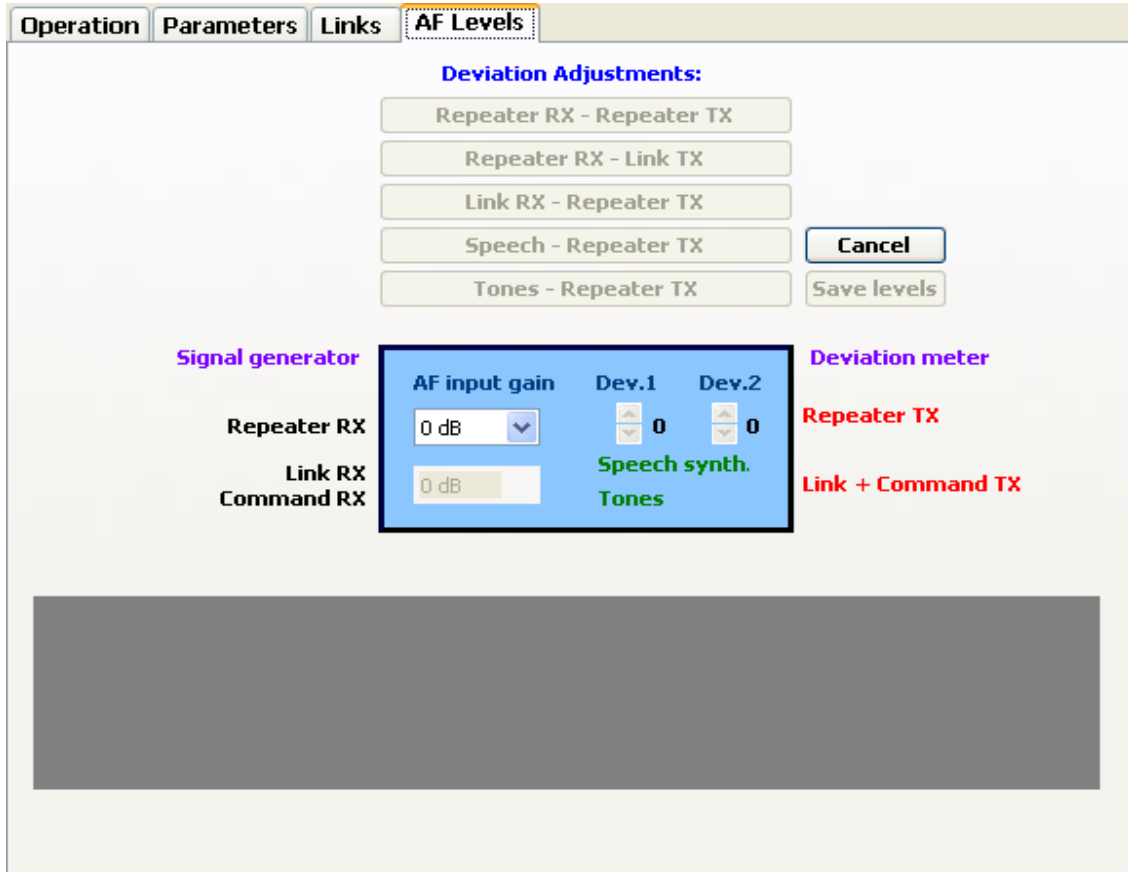 Operation Parameters Links AF Levels
Deviation Adjustments:
Repeater RX - Repeater TX
Repeater RX - Link TX
Link RX - Repeater TX
Speech - Repeater TX Cancel
Tones - Repeater TX Save levels
Signal generator Deviation meter
AF input gain Dev.1 Dev.2
Repeater RX 0 dB 0 0 Repeater TX
Speech synth.
Link RX
Command RX 0 dB Tones Link + Command TX